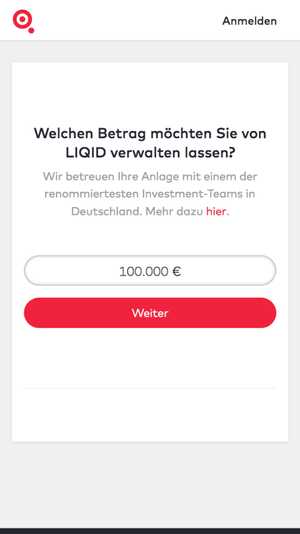 Anmelden
Welchen Betrag möchten Sie von
LIQID verwalten lassen?
Wir betreuen Ihre Anlage mit einem der
renommiertesten Investment-Teams in
Deutschland. Mehr dazu hier.
100.000 €
Weiter